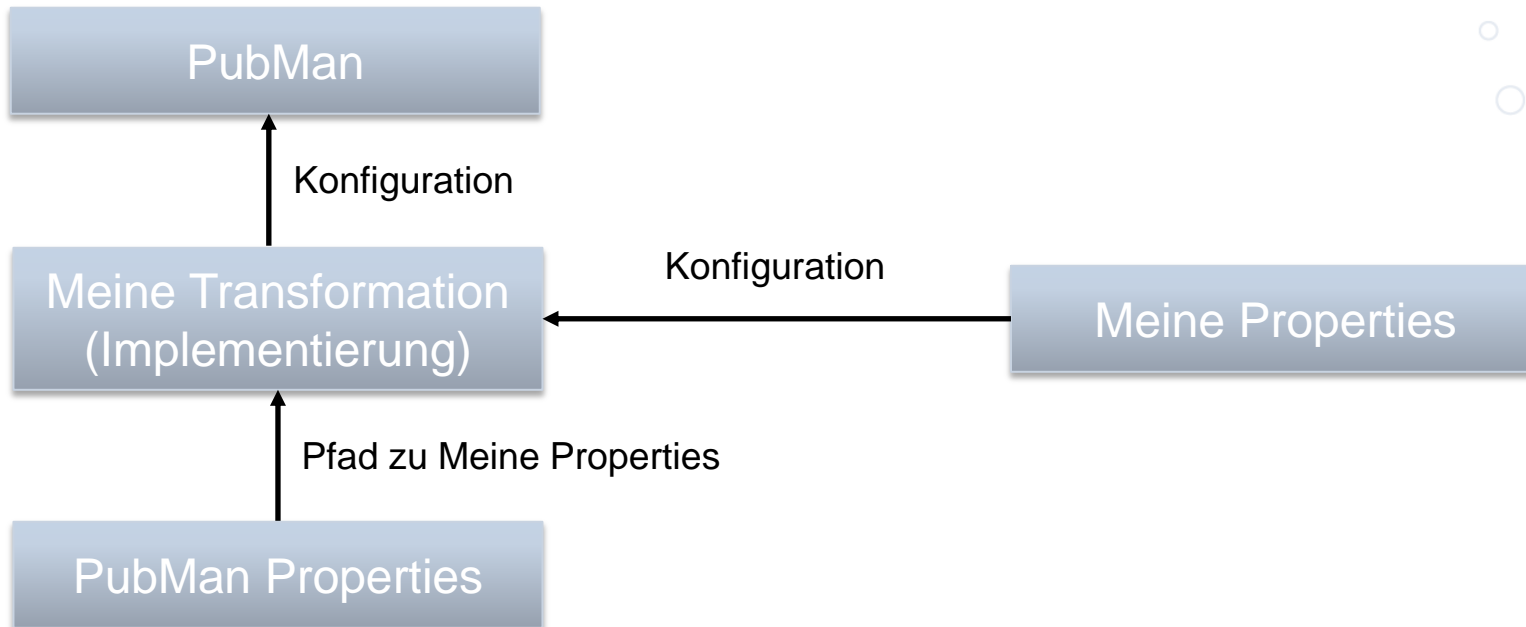 PubMan
Konfiguration
Meine Transformation
(Implementierung)
Konfiguration
Meine Properties
Pfad zu Meine Properties
PubMan Properties